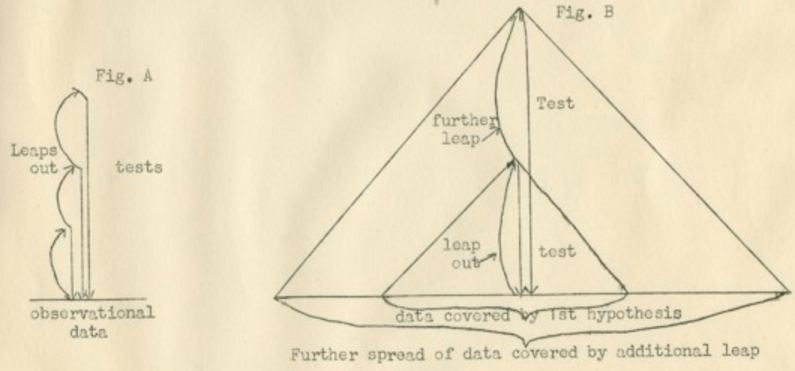 Fig. A
Leaps
out
tests
observational
data
Fig. B
Test
further
leap
leap
out
test
data covered by 1st hypothesis
Further spread of data covered by additional leap